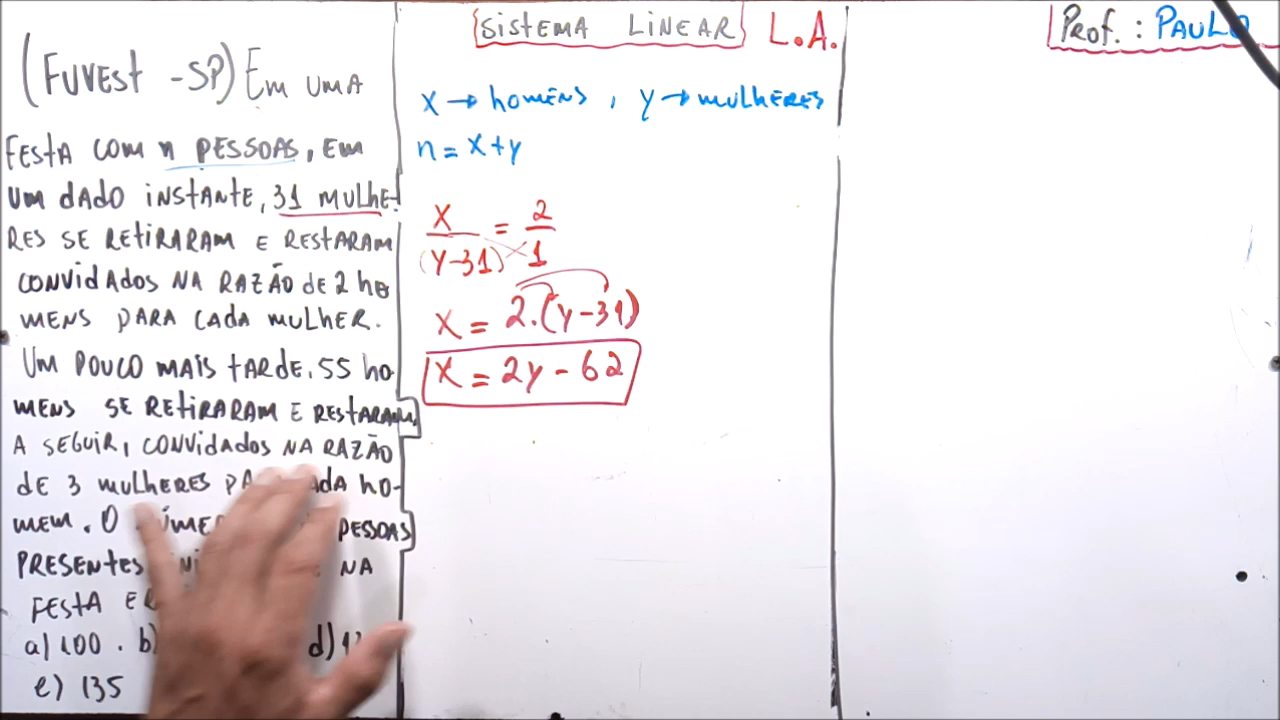 SISTEMA LINEAR L.A.
Prof.: PAULO
(FUVEST - SP) EM UMA
FESTA COM n PESSOAS, EM
UM DADO INSTANTE, 31 MULHE-
RES SE RETIRARAM E RESTARAM
CONVIDADOS NA RAZÃO DE 2 HO
MENS PARA CADA MULHER.
UM POUCO MAIS TARDE, 55 HO
MENS SE RETIRARAM E RESTARAM,
A SEGUIR, CONVIDADOS NA RAZÃO
DE 3 MULHERES HO-
MEM. O PESSOAS
PRESENTES NA
FESTA
a) 100 . b) d)
e) 135
X → HOMENS, y → MULHERES
n = X + y
X / (Y-31) = 2 / 1
X = 2.(y-31)
X = 2y - 62